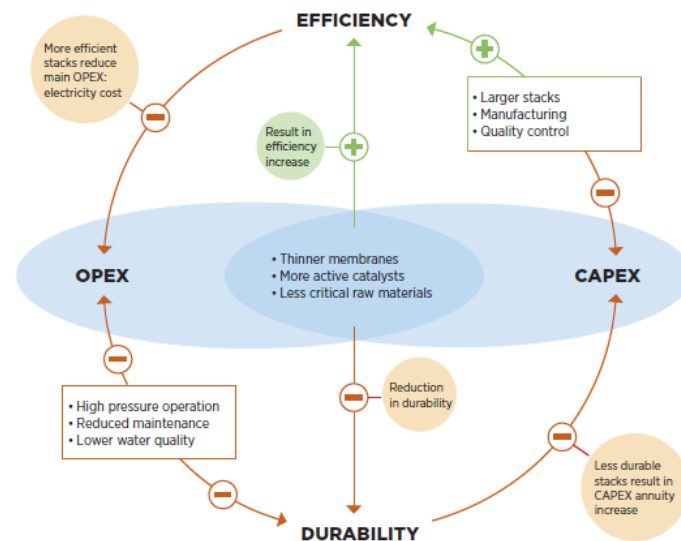 EFFICIENCY
More efficient
stacks reduce
main OPEX:
electricity cost
• Larger stacks
• Manufacturing
• Quality control
Result in
efficiency
increase
OPEX
• Thinner membranes
• More active catalysts
• Less critical raw materials
CAPEX
• High pressure operation
• Reduced maintenance
• Lower water quality
Reduction
in durability
Less durable
stacks result in
CAPEX annuity
increase
DURABILITY